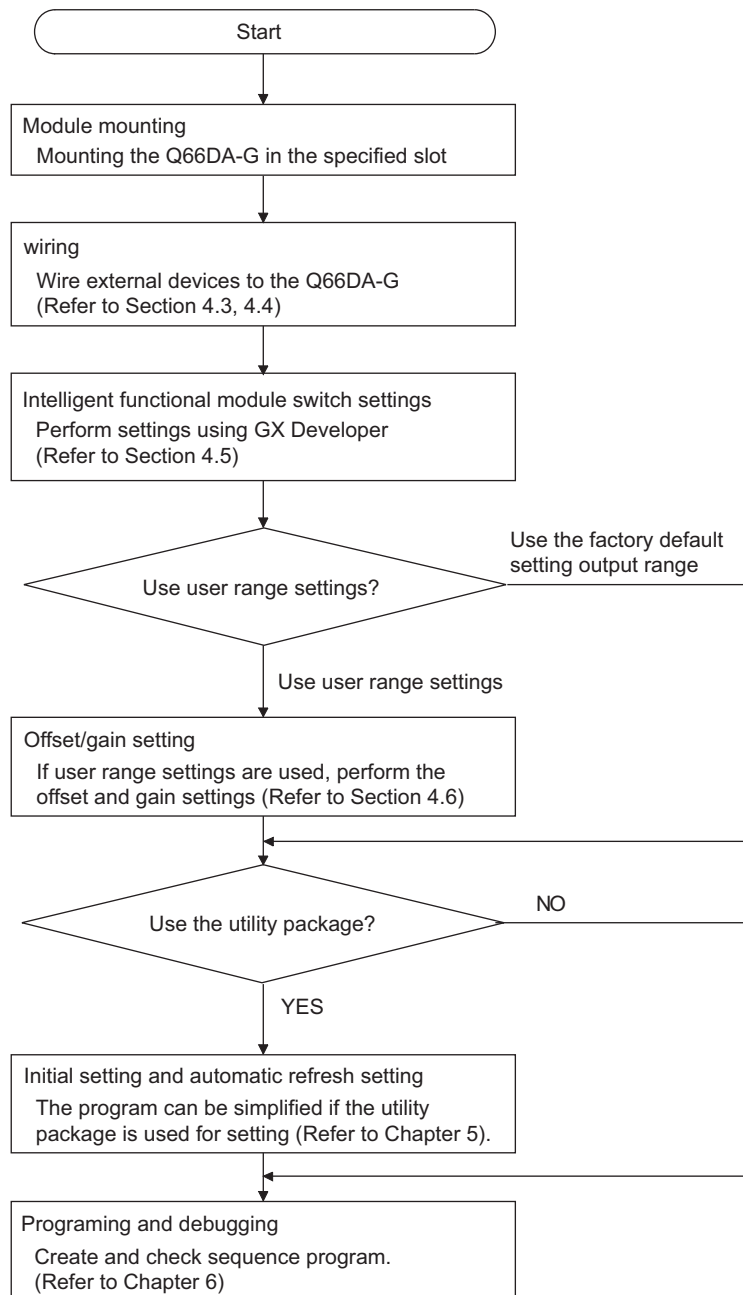 Start
Module mounting
Mounting the Q66DA-G in the specified slot
wiring
Wire external devices to the Q66DA-G
(Refer to Section 4.3, 4.4)
Intelligent functional module switch settings
Perform settings using GX Developer
(Refer to Section 4.5)
Use the factory default
setting output range
Use user range settings?
Use user range settings
Offset/gain setting
If user range settings are used, perform the
offset and gain settings (Refer to Section 4.6)
NO
Use the utility package?
YES
Initial setting and automatic refresh setting
The program can be simplified if the utility
package is used for setting (Refer to Chapter 5).
Programing and debugging
Create and check sequence program.
(Refer to Chapter 6)